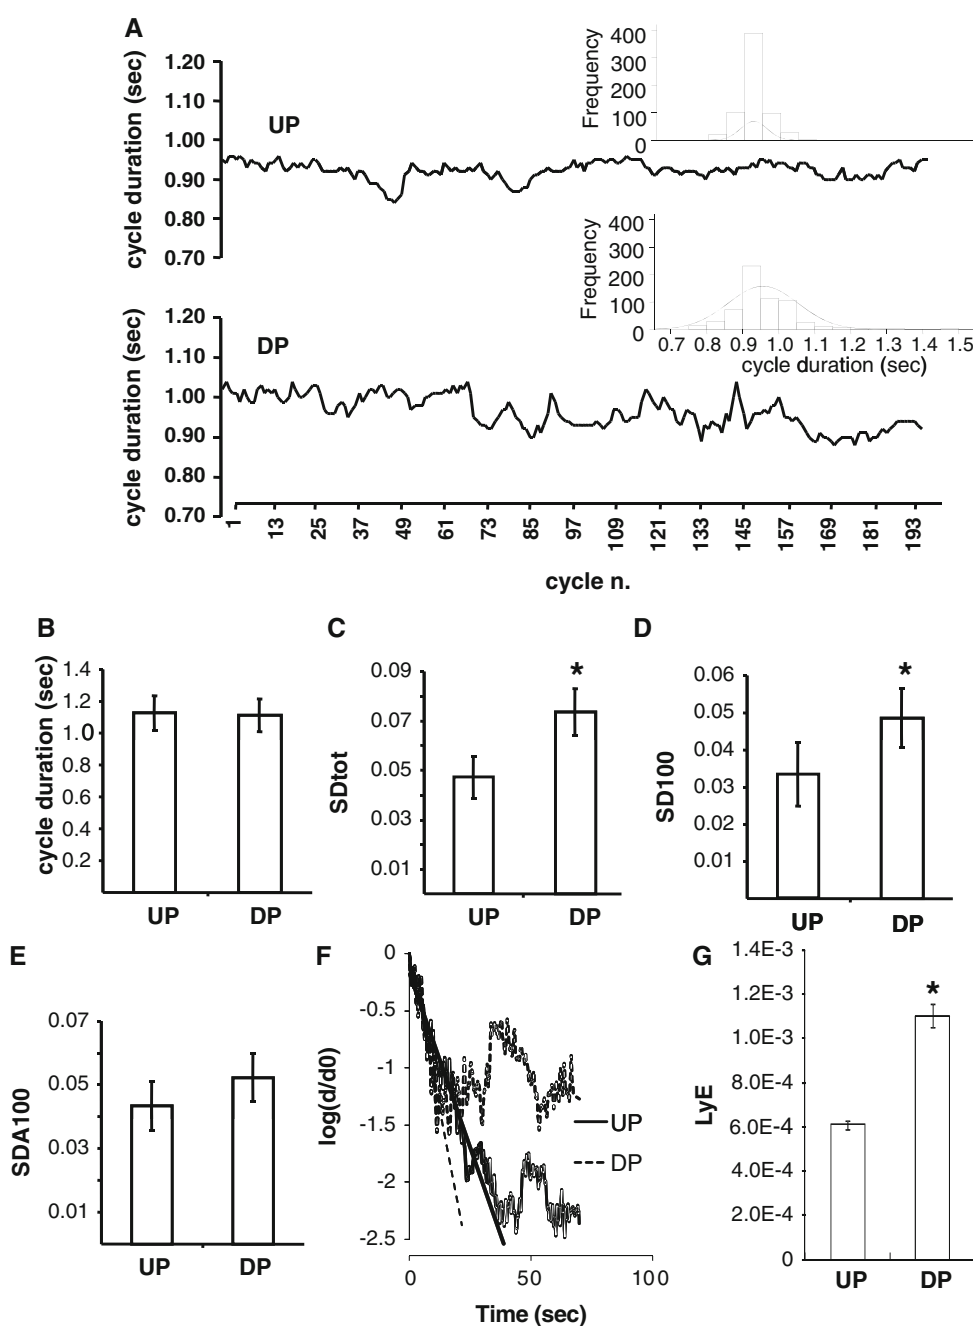 A
cycle duration (sec)
1.20
1.10
1.00
0.90
0.80
0.70
UP
Frequency
400
300
200
100
0
Frequency
400
300
200
100
0
0.7 0.8 0.9 1.0 1.1 1.2 1.3 1.4 1.5
cycle duration (sec)
cycle duration (sec)
1.20
1.10
1.00
0.90
0.80
0.70
DP
1 13 25 37 49 61 73 85 97 109 121 133 145 157 169 181 193
cycle n.
B
cycle duration (sec)
1.4
1.2
1.0
0.8
0.6
0.4
0.2
UP DP
C
SDtot
0.09
0.07
0.05
0.03
0.01
*
UP DP
D
SD100
0.06
0.05
0.04
0.03
0.02
0.01
*
UP DP
E
SDA100
0.07
0.05
0.03
0.01
UP DP
F
log(d/d0)
0
-0.5
-1
-1.5
-2
-2.5
UP
DP
0 50 100
Time (sec)
G
LyE
1.4E-3
1.2E-3
1.0E-3
8.0E-4
6.0E-4
4.0E-4
2.0E-4
0
*
UP DP